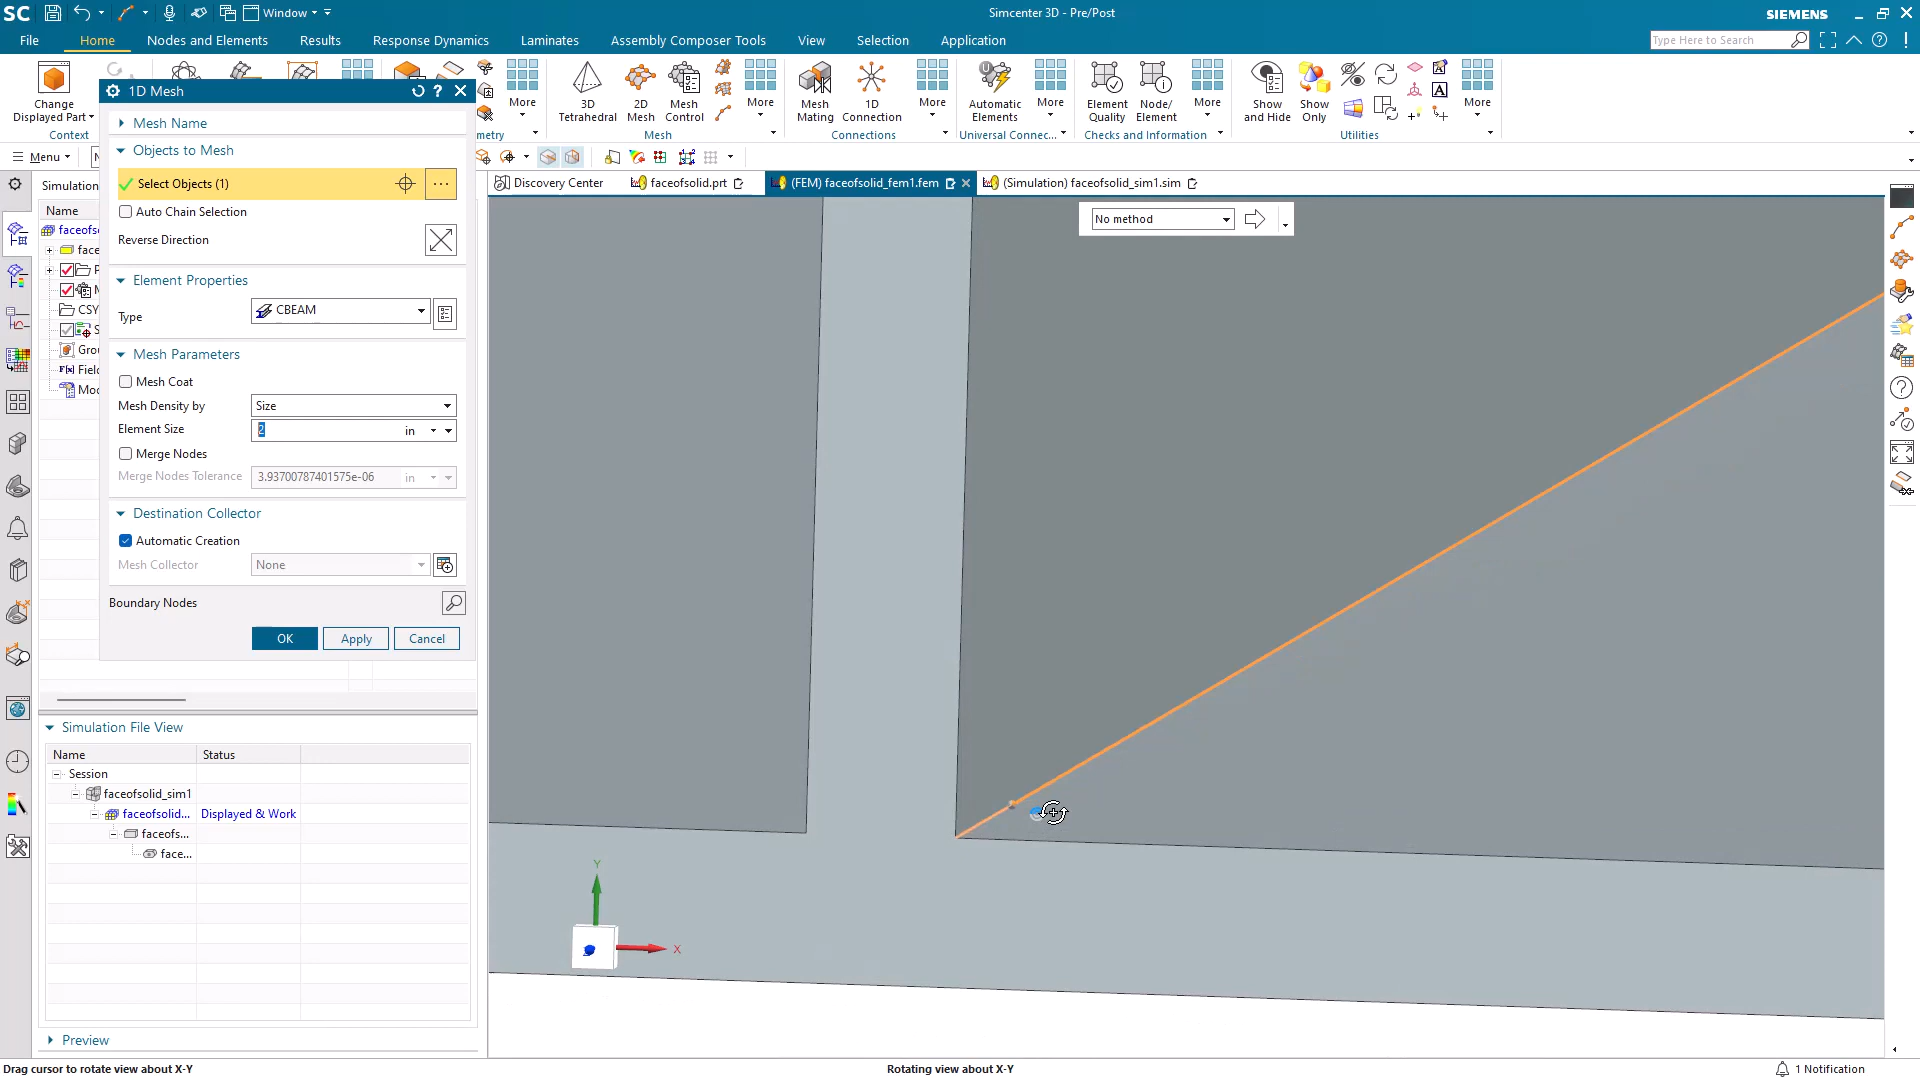 SC
Window
Simcenter 3D - Pre/Post
SIEMENS
File
Home
Nodes and Elements
Results
Response Dynamics
Laminates
Assembly Composer Tools
View
Selection
Application
Type Here to Search
Change
Displayed Part
Context
More
3D
Tetrahedral
2D
Mesh
Mesh
Control
More
Mesh
Mating
1D
Connection
More
Automatic
Elements
More
Element
Quality
Node/
Element
More
Show
and Hide
Show
Only
More
metry
Mesh
Connections
Universal Connec...
Checks and Information
Utilities
Menu
Discovery Center
faceofsolid.prt
(FEM) faceofsolid_fem1.fem
(Simulation) faceofsolid_sim1.sim
No method
1D Mesh
Mesh Name
Objects to Mesh
Select Objects (1)
Auto Chain Selection
Reverse Direction
Element Properties
Type
CBEAM
Mesh Parameters
Mesh Coat
Mesh Density by
Size
Element Size
2
in
Merge Nodes
Merge Nodes Tolerance
3.93700787401575e-06
in
Destination Collector
Automatic Creation
Mesh Collector
None
Boundary Nodes
OK
Apply
Cancel
Simulation
Name
faceofs
face
P
CSY
S
Grou
Field
Mod
Simulation File View
Name
Status
Session
faceofsolid_sim1
faceofsolid...
Displayed & Work
faceofs...
face...
Preview
Y
X
Drag cursor to rotate view about X-Y
Rotating view about X-Y
1 Notification